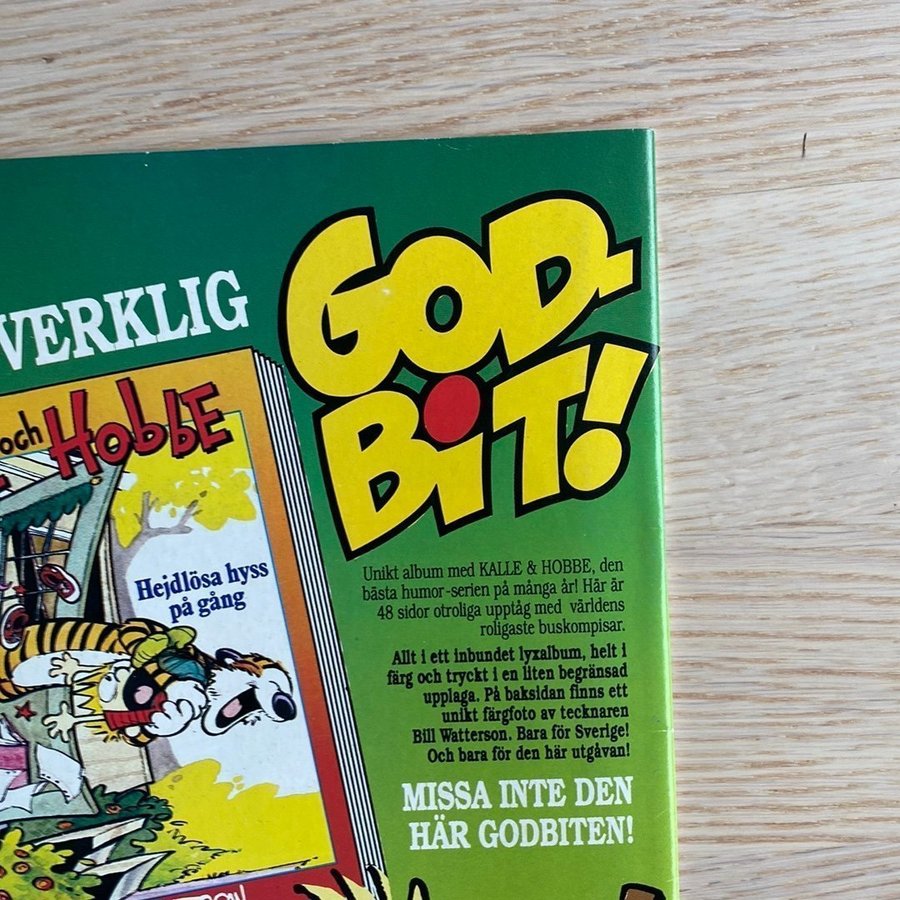 VERKLIG
GOD-
BIT!
och
HobbE
Hejdlösa hyss
på gång
Unikt album med KALLE & HOBBE, den
bästa humor-serien på många år! Här är
48 sidor otroliga upptåg med världens
roligaste buskompisar.
Allt i ett inbundet lyxalbum, helt i
färg och tryckt i en liten begränsad
upplaga. På baksidan finns ett
unikt färgfoto av tecknaren
Bill Watterson. Bara för Sverige!
Och bara för den här utgåvan!
MISSA INTE DEN
HÄR GODBITEN!